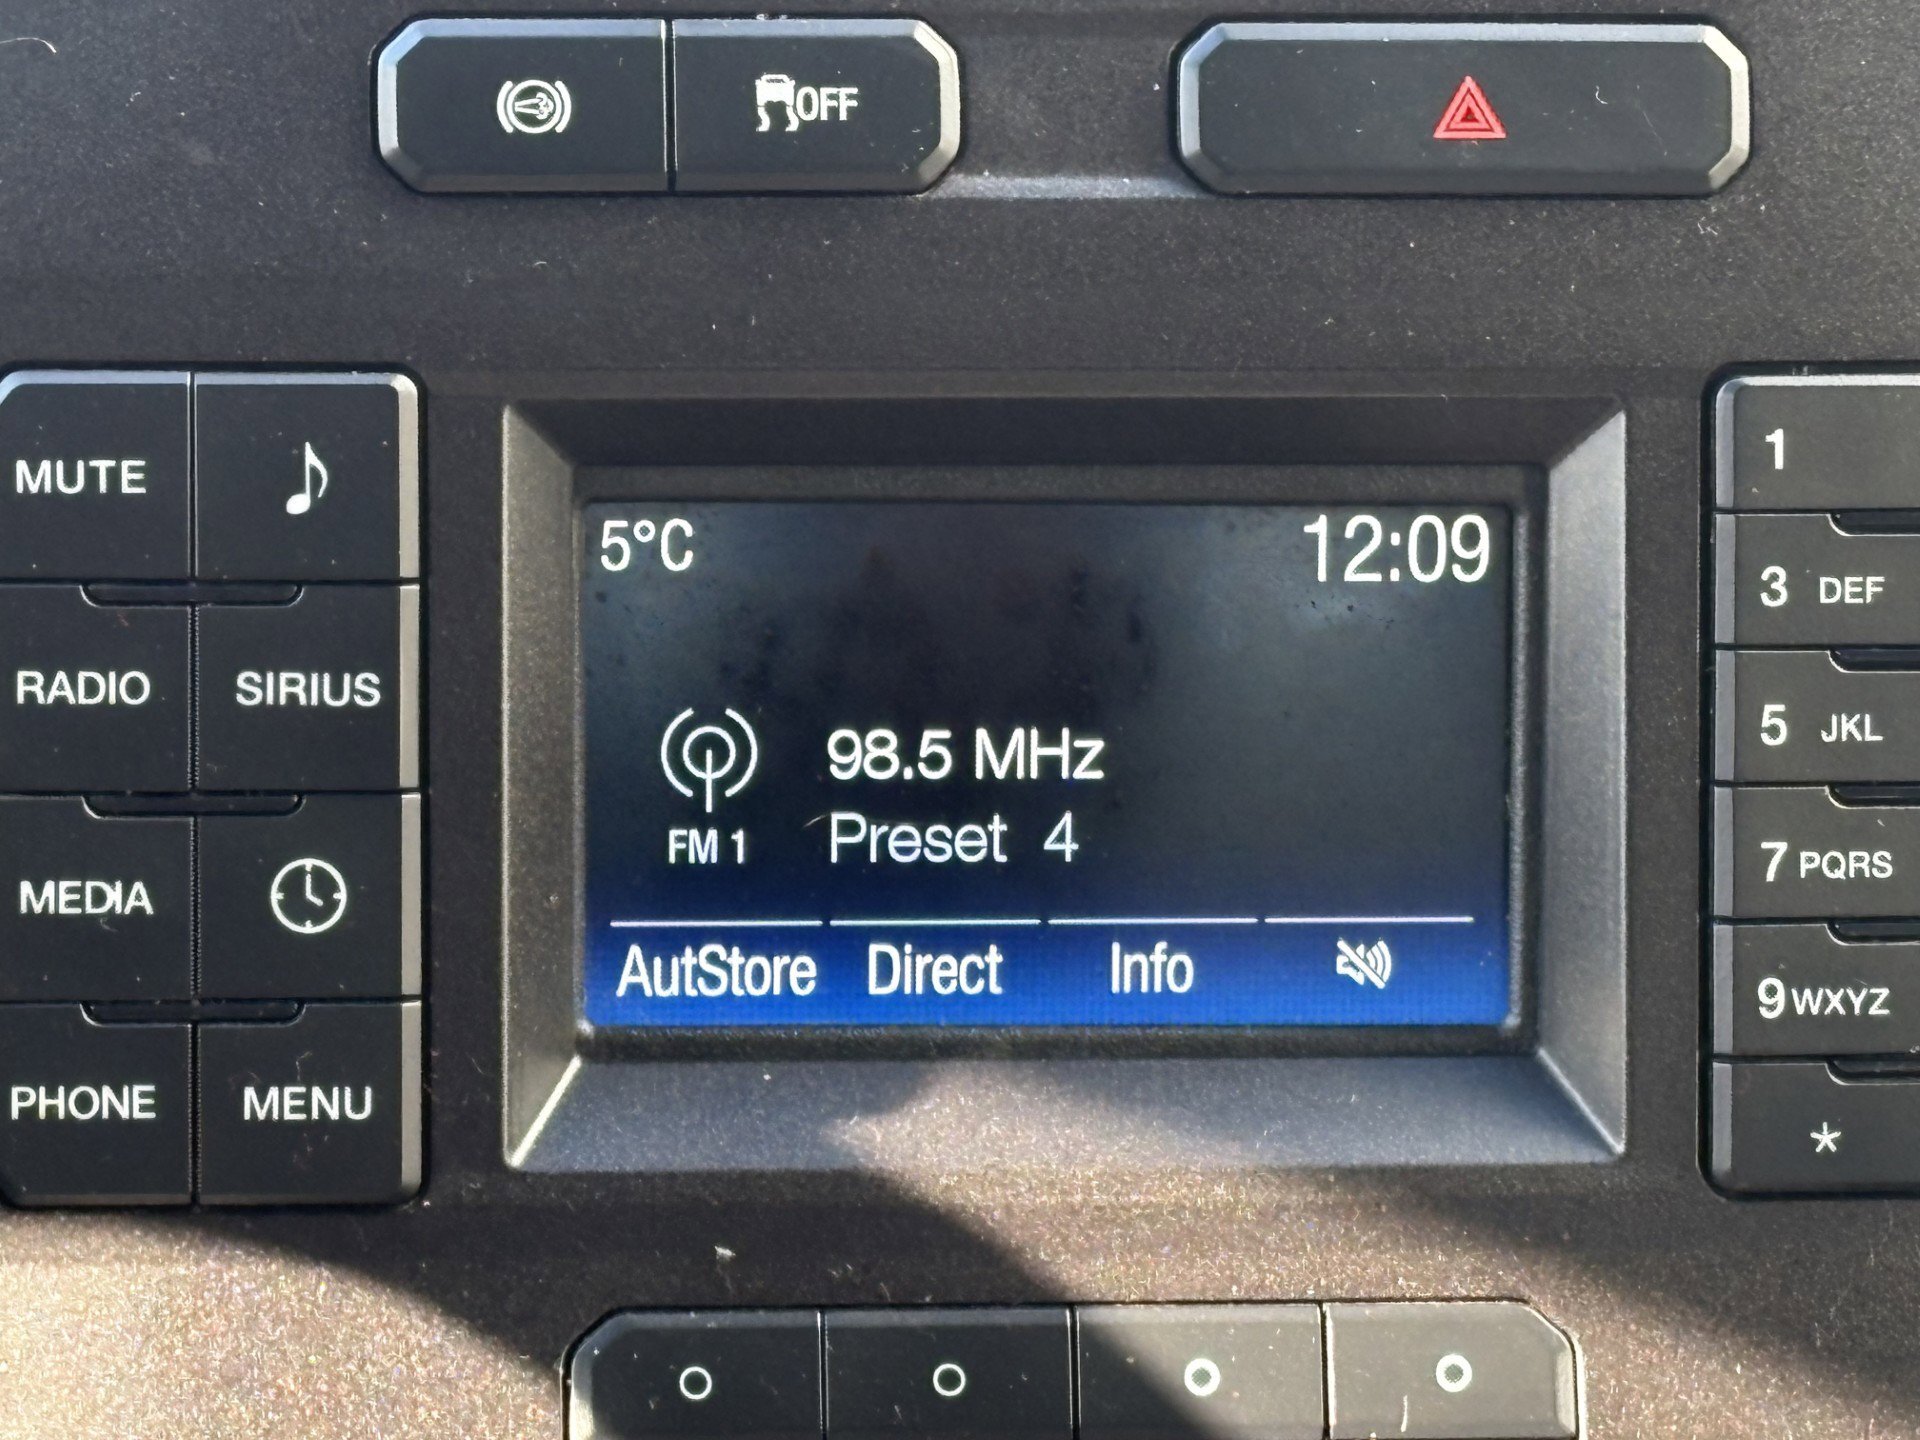 OFF
MUTE
RADIO SIRIUS
MEDIA
PHONE MENU
5°C 12:09
98.5 MHz
FM 1 Preset 4
AutStore Direct Info
1
3 DEF
5 JKL
7 PQRS
9 WXYZ
*